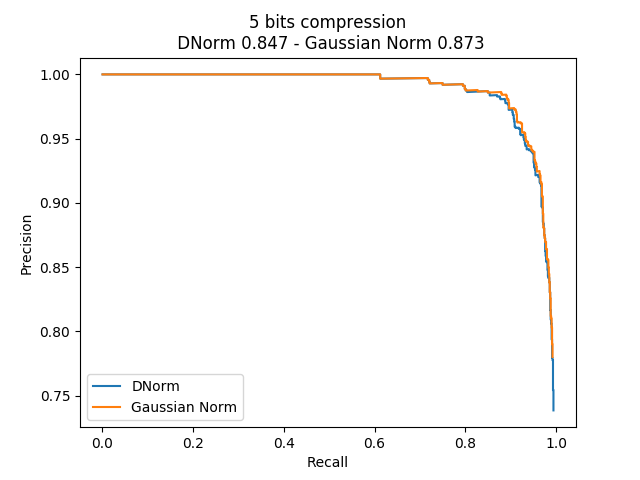 5 bits compression
DNorm 0.847 - Gaussian Norm 0.873
1.00
0.95
0.90
0.85
0.80
0.75
Precision
DNorm
Gaussian Norm
0.0 0.2 0.4 0.6 0.8 1.0
Recall